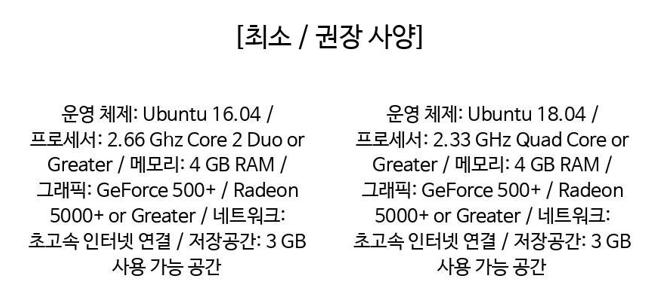 [최소 / 권장 사양]
운영 체제: Ubuntu 16.04 /
프로세서: 2.66 Ghz Core 2 Duo or
Greater / 메모리: 4 GB RAM /
그래픽: GeForce 500+ / Radeon
5000+ or Greater / 네트워크:
초고속 인터넷 연결 / 저장공간: 3 GB
사용 가능 공간
운영 체제: Ubuntu 18.04 /
프로세서: 2.33 GHz Quad Core or
Greater / 메모리: 4 GB RAM /
그래픽: GeForce 500+ / Radeon
5000+ or Greater / 네트워크:
초고속 인터넷 연결 / 저장공간: 3 GB
사용 가능 공간